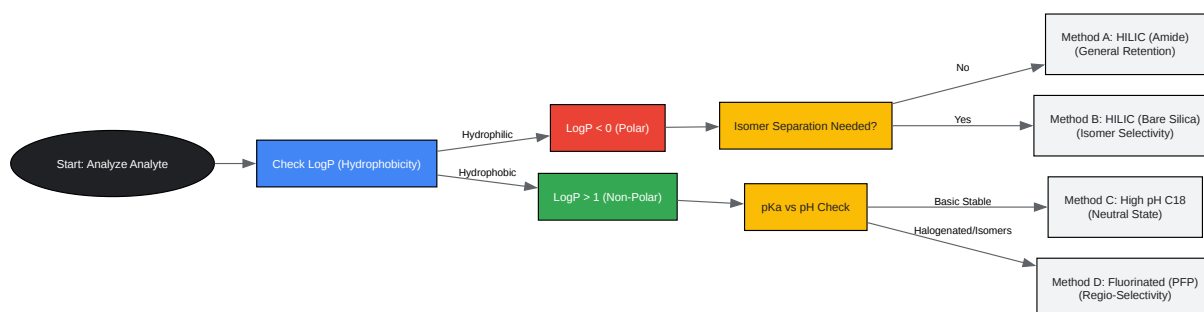 Start: Analyze Analyte
Check LogP (Hydrophobicity)
Hydrophilic
Hydrophobic
LogP < 0 (Polar)
LogP > 1 (Non-Polar)
Isomer Separation Needed?
pKa vs pH Check
No
Yes
Basic Stable
Halogenated/Isomers
Method A: HILIC (Amide)
(General Retention)
Method B: HILIC (Bare Silica)
(Isomer Selectivity)
Method C: High pH C18
(Neutral State)
Method D: Fluorinated (PFP)
(Regio-Selectivity)